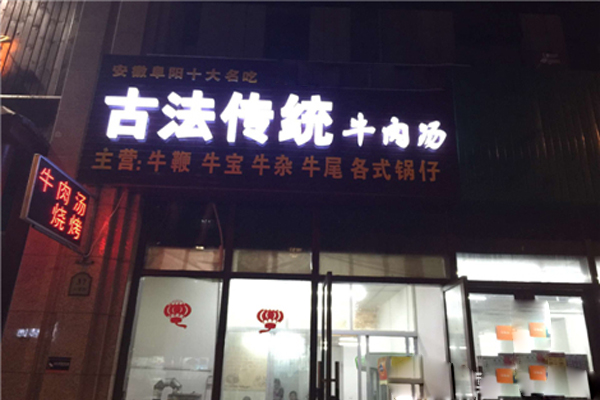 安徽阜阳十大名吃
古法传统牛肉汤
主营:牛鞭 牛宝 牛杂 牛尾 各式锅仔
牛肉汤
烧烤